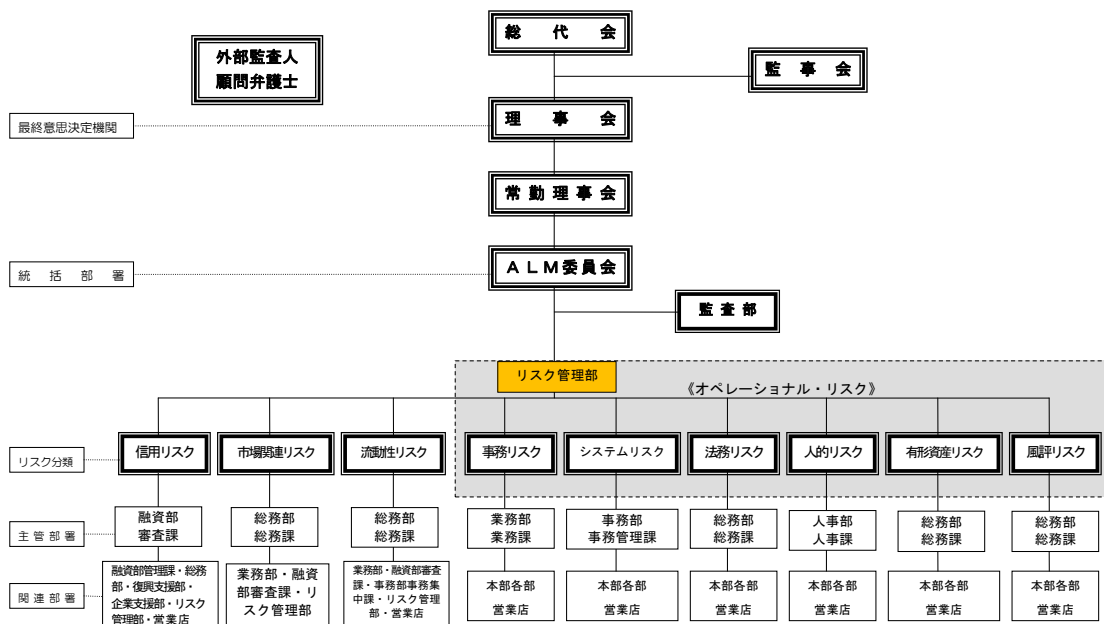 総代会
外部監査人
顧問弁護士
監事会
最終意思決定機関
理事会
常勤理事会
統括部署
ALM委員会
監査部
リスク管理部
《オペレーショナル・リスク》
リスク分類
信用リスク
市場関連リスク
流動性リスク
事務リスク
システムリスク
法務リスク
人的リスク
有形資産リスク
風評リスク
主管部署
融資部
審査課
総務部
総務課
総務部
総務課
業務部
業務課
事務部
事務管理課
総務部
総務課
人事部
人事課
総務部
総務課
総務部
総務課
関連部署
融資部管理課・総務
部・復興支援部・
企業支援部・リスク
管理部・営業店
業務部・融資
部審査課・リ
スク管理部
業務部・融資部審査
課・事務部事務集
中課・リスク管理
部・営業店
本部各部
営業店
本部各部
営業店
本部各部
営業店
本部各部
営業店
本部各部
営業店
本部各部
営業店